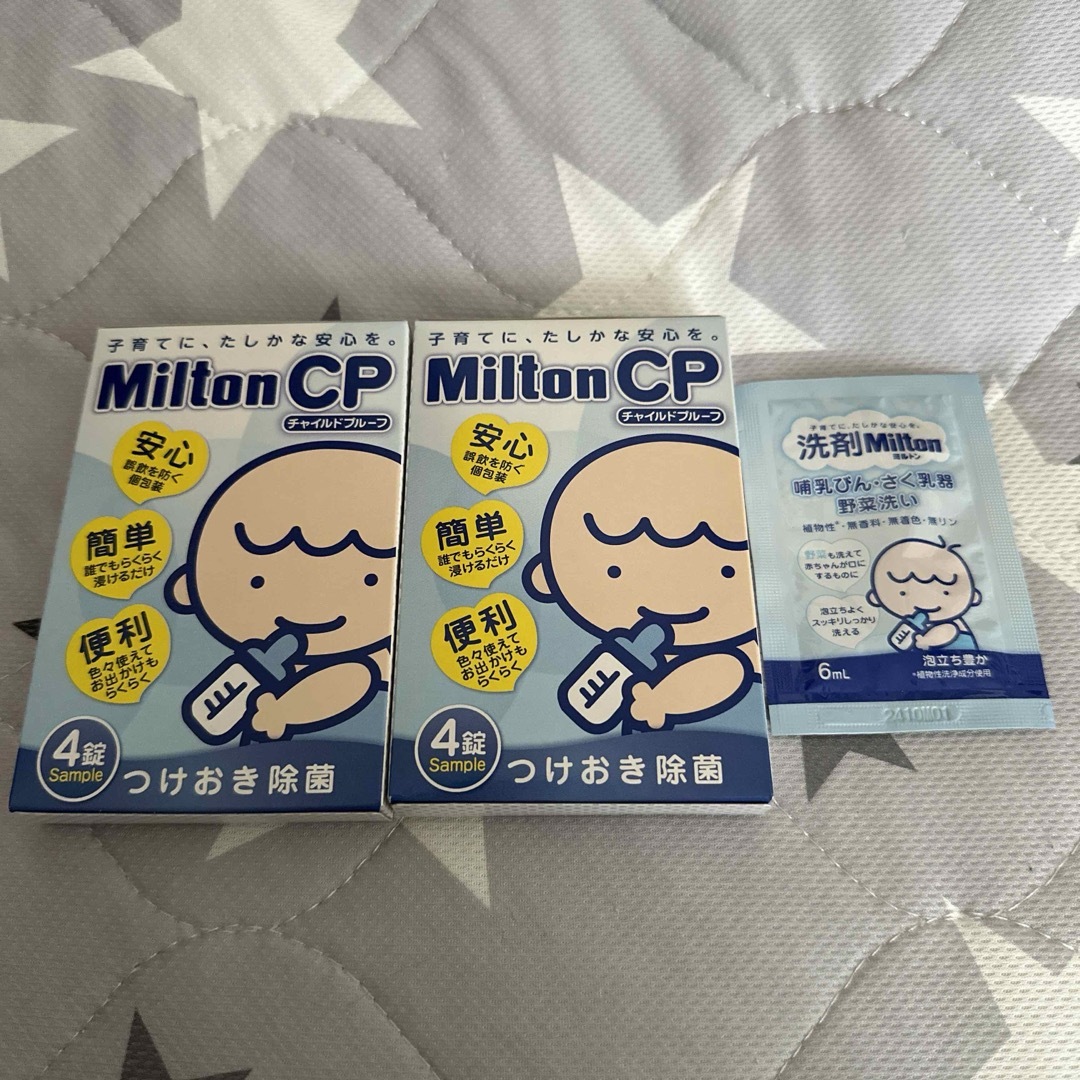 子育てに、たしかな安心を。
Milton CP
チャイルドプルーフ
安心
誤飲を防ぐ
個包装
簡単
誰でもらくらく
浸けるだけ
便利
色々使えて
お出かけも
らくらく
4錠
Sample
つけおき除菌
子育てに、たしかな安心を。
Milton CP
チャイルドプルーフ
安心
誤飲を防ぐ
個包装
簡単
誰でもらくらく
浸けるだけ
便利
色々使えて
お出かけも
らくらく
4錠
Sample
つけおき除菌
子育てに、たしかな安心を。
洗剤Milton
ミルトン
哺乳びん・さく乳器
野菜洗い
植物性*・無香料・無着色・無リン
野菜も洗えて
赤ちゃんが口に
するものに
泡立ちよく
スッキリしっかり
洗える
6mL
泡立ち豊か
*植物性洗浄成分使用